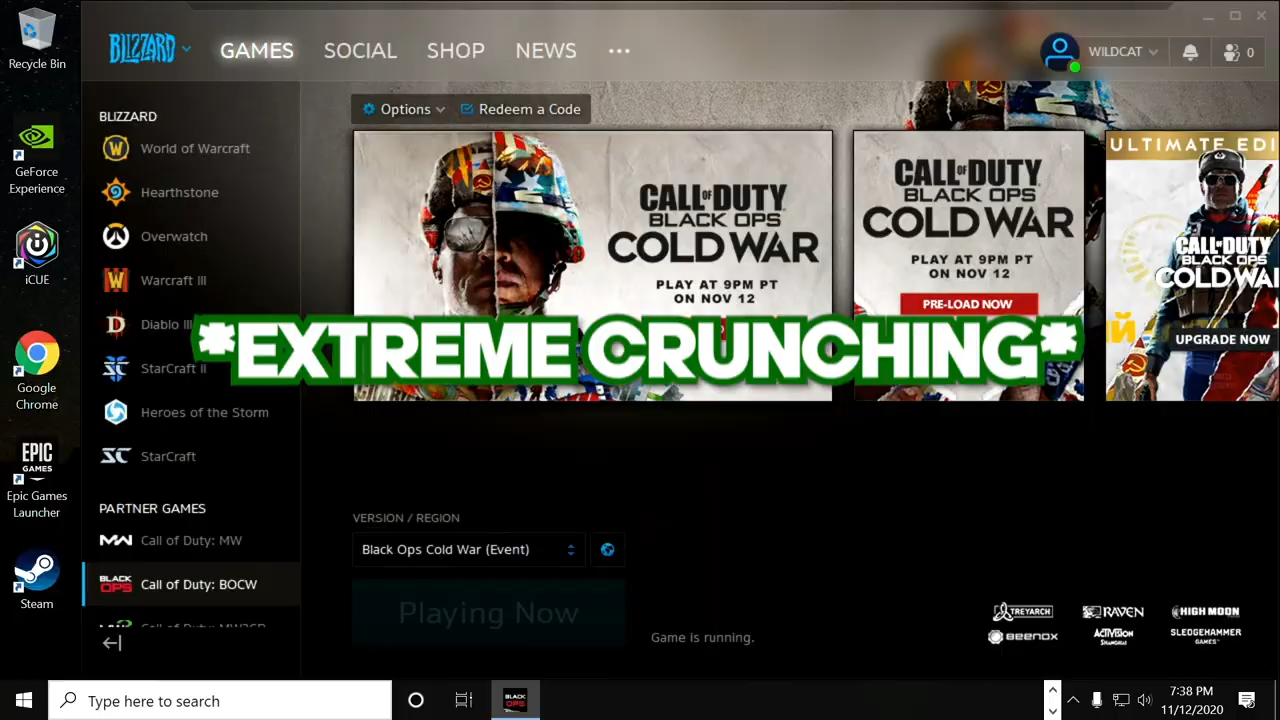 Recycle Bin
GeForce
Experience
iCUE
Google
Chrome
EPIC
GAMES
Epic Games
Launcher
Steam
BLIZZARD
GAMES
SOCIAL
SHOP
NEWS
WILDCAT
0
BLIZZARD
World of Warcraft
Hearthstone
Overwatch
Warcraft III
Diablo III
StarCraft II
Heroes of the Storm
StarCraft
PARTNER GAMES
Call of Duty: MW
BLACK
OPS
Call of Duty: BOCW
Options
Redeem a Code
CALL OF DUTY
BLACK OPS
COLD WAR
PLAY AT 9PM PT
ON NOV 12
CALL OF DUTY
BLACK OPS
COLD WAR
PLAY AT 9PM PT
ON NOV 12
PRE-LOAD NOW
ULTIMATE EDI
CALL OF DUTY
BLACK OPS
COLD WA
UPGRADE NOW
*EXTREME CRUNCHING*
VERSION / REGION
Black Ops Cold War (Event)
Playing Now
Game is running.
TREYARCH
RAVEN
HIGH MOON
BEENOX
ACTIVISION
SHANGHAI
SLEDGEHAMMER
GAMES
Type here to search
BLACK
OPS
7:38 PM
11/12/2020